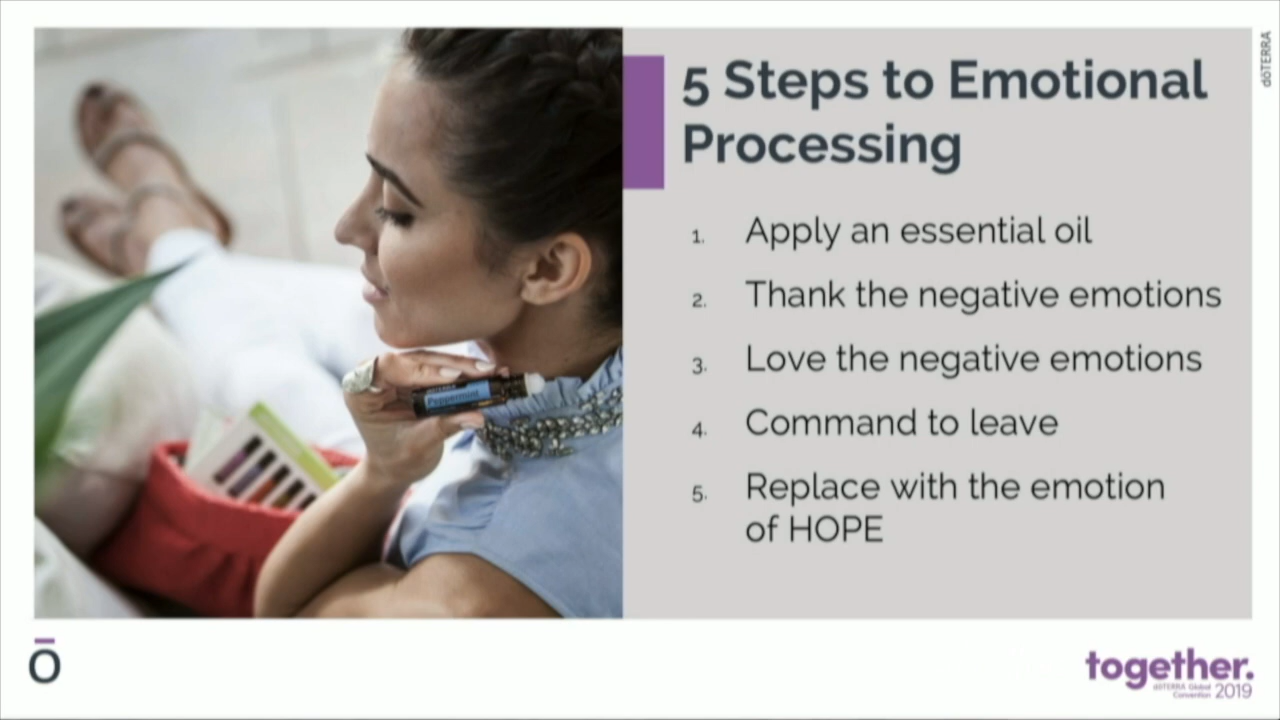 5 Steps to Emotional
Processing
1. Apply an essential oil
2. Thank the negative emotions
3. Love the negative emotions
4. Command to leave
5. Replace with the emotion
of HOPE
dōTERRA
Peppermint
Ō
together.
dōTERRA Global
Convention 2019